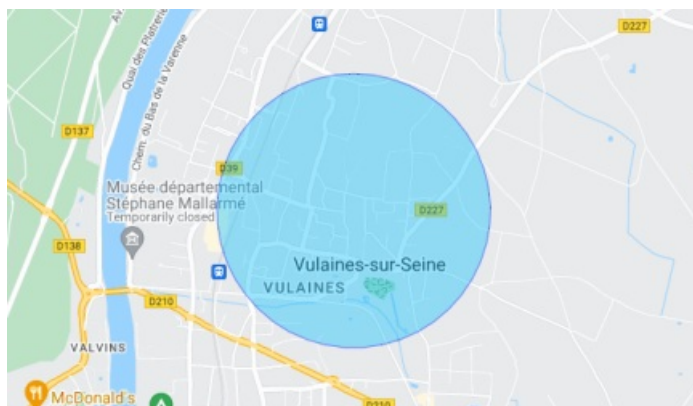 D227
Quai des Platreries
Chem. du Bas de la Varenne
D137
D39
Musée départemental
Stéphane Mallarmé
Temporarily closed
D227
D138
Vulaines-sur-Seine
VULAINES
D210
VALVINS
McDonald's
D210